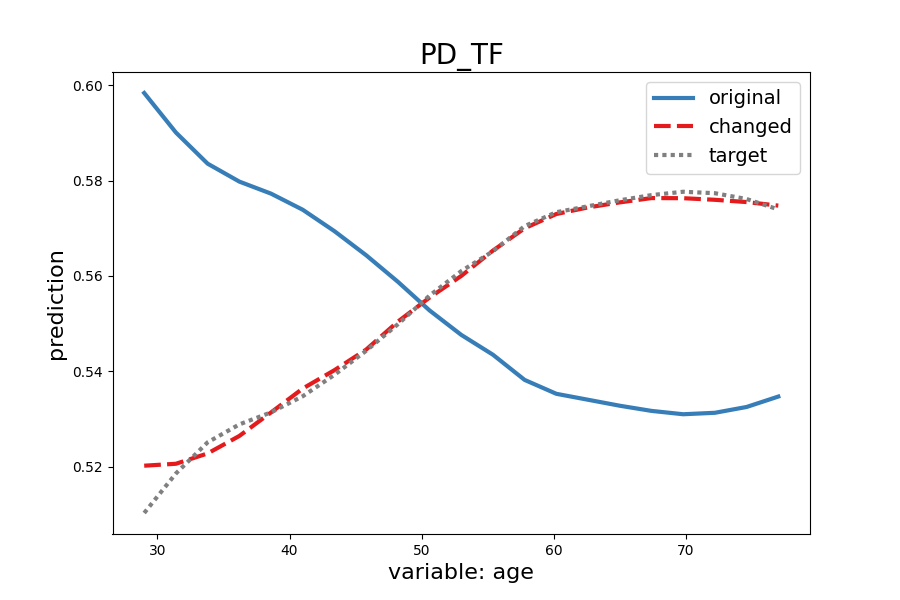 PD_TF
0.60
0.58
0.56
0.54
0.52
prediction
30 40 50 60 70
variable: age
original
changed
target